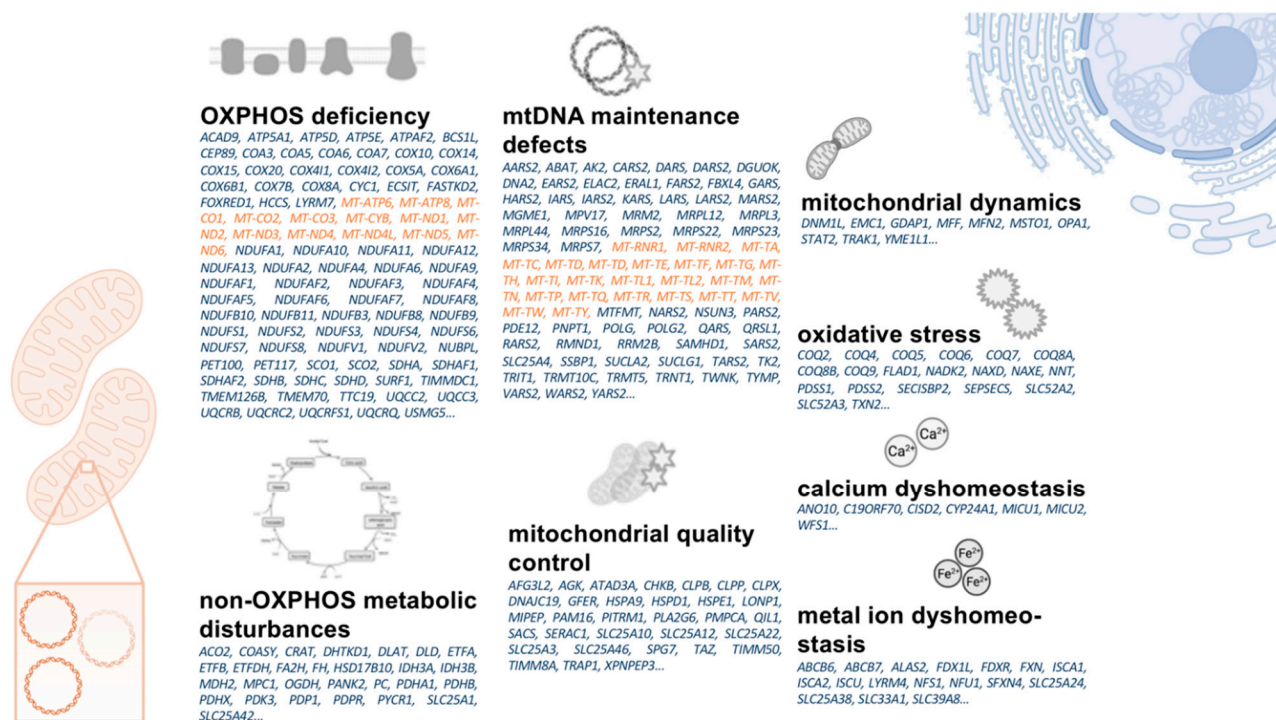 OXPHOS deficiency
ACAD9, ATP5A1, ATP5D, ATP5E, ATPAF2, BCS1L,
CEP89, COA3, COA5, COA6, COA7, COX10, COX14,
COX15, COX20, COX4I1, COX4I2, COX5A, COX6A1,
COX6B1, COX7B, COX8A, CYC1, ECSIT, FASTKD2,
FOXRED1, HCCS, LYRM7, MT-ATP6, MT-ATP8, MT-
CO1, MT-CO2, MT-CO3, MT-CYB, MT-ND1, MT-
ND2, MT-ND3, MT-ND4, MT-ND4L, MT-ND5, MT-
ND6, NDUFA1, NDUFA10, NDUFA11, NDUFA12,
NDUFA13, NDUFA2, NDUFA4, NDUFA6, NDUFA9,
NDUFAF1, NDUFAF2, NDUFAF3, NDUFAF4,
NDUFAF5, NDUFAF6, NDUFAF7, NDUFAF8,
NDUFB10, NDUFB11, NDUFB3, NDUFB8, NDUFB9,
NDUFS1, NDUFS2, NDUFS3, NDUFS4, NDUFS6,
NDUFS7, NDUFS8, NDUFV1, NDUFV2, NUBPL,
PET100, PET117, SCO1, SCO2, SDHA, SDHAF1,
SDHAF2, SDHB, SDHC, SDHD, SURF1, TIMMDC1,
TMEM126B, TMEM70, TTC19, UQCC2, UQCC3,
UQCRB, UQCRC2, UQCRFS1, UQCRQ, USMG5...
non-OXPHOS metabolic
disturbances
ACO2, COASY, CRAT, DHTKD1, DLAT, DLD, ETFA,
ETFB, ETFDH, FA2H, FH, HSD17B10, IDH3A, IDH3B,
MDH2, MPC1, OGDH, PANK2, PC, PDHA1, PDHB,
PDHX, PDK3, PDP1, PDPR, PYCR1, SLC25A1,
SLC25A42...
mtDNA maintenance
defects
AARS2, ABAT, AK2, CARS2, DARS, DARS2, DGUOK,
DNA2, EARS2, ELAC2, ERAL1, FARS2, FBXL4, GARS,
HARS2, IARS, IARS2, KARS, LARS, LARS2, MARS2,
MGME1, MPV17, MRM2, MRPL12, MRPL3,
MRPL44, MRPS16, MRPS2, MRPS22, MRPS23,
MRPS34, MRPS7, MT-RNR1, MT-RNR2, MT-TA,
MT-TC, MT-TD, MT-TD, MT-TE, MT-TF, MT-TG, MT-
TH, MT-TI, MT-TK, MT-TL1, MT-TL2, MT-TM, MT-
TN, MT-TP, MT-TQ, MT-TR, MT-TS, MT-TT, MT-TV,
MT-TW, MT-TY, MTFMT, NARS2, NSUN3, PARS2,
PDE12, PNPT1, POLG, POLG2, QARS, QRSL1,
RARS2, RMND1, RRM2B, SAMHD1, SARS2,
SLC25A4, SSBP1, SUCLA2, SUCLG1, TARS2, TK2,
TRIT1, TRMT10C, TRMT5, TRNT1, TWNK, TYMP,
VARS2, WARS2, YARS2...
mitochondrial quality
control
AFG3L2, AGK, ATAD3A, CHKB, CLPB, CLPP, CLPX,
DNAJC19, GFER, HSPA9, HSPD1, HSPE1, LONP1,
MIPEP, PAM16, PITRM1, PLA2G6, PMPCA, QIL1,
SACS, SERAC1, SLC25A10, SLC25A12, SLC25A22,
SLC25A3, SLC25A46, SPG7, TAZ, TIMM50,
TIMM8A, TRAP1, XPNPEP3...
mitochondrial dynamics
DNM1L, EMC1, GDAP1, MFF, MFN2, MSTO1, OPA1,
STAT2, TRAK1, YME1L1...
oxidative stress
COQ2, COQ4, COQ5, COQ6, COQ7, COQ8A,
COQ8B, COQ9, FLAD1, NADK2, NAXD, NAXE, NNT,
PDSS1, PDSS2, SECISBP2, SEPSECS, SLC52A2,
SLC52A3, TXN2...
Ca²⁺ Ca²⁺
calcium dyshomeostasis
ANO10, C19ORF70, CISD2, CYP24A1, MICU1, MICU2,
WFS1...
Fe²⁺
Fe²⁺ Fe²⁺
metal ion dyshomeo-
stasis
ABCB6, ABCB7, ALAS2, FDX1L, FDXR, FXN, ISCA1,
ISCA2, ISCU, LYRM4, NFS1, NFU1, SFXN4, SLC25A24,
SLC25A38, SLC33A1, SLC39A8...